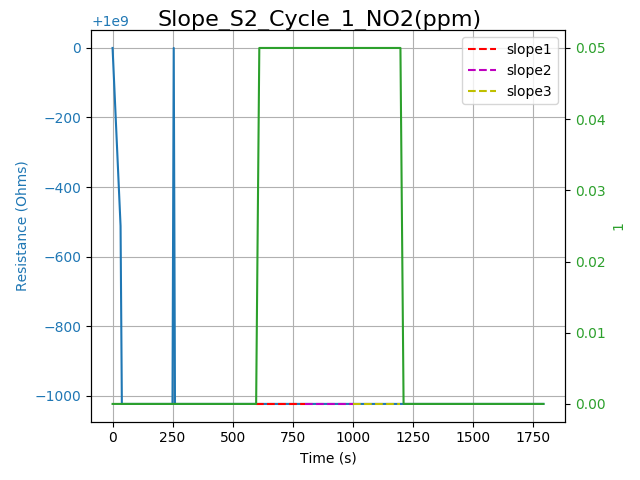 Slope_S2_Cycle_1_NO2(ppm)
+1e9
slope1
slope2
slope3
0
−200
−400
−600
−800
−1000
Resistance (Ohms)
0.05
0.04
0.03
0.02
0.01
0.00
1
0 250 500 750 1000 1250 1500 1750
Time (s)